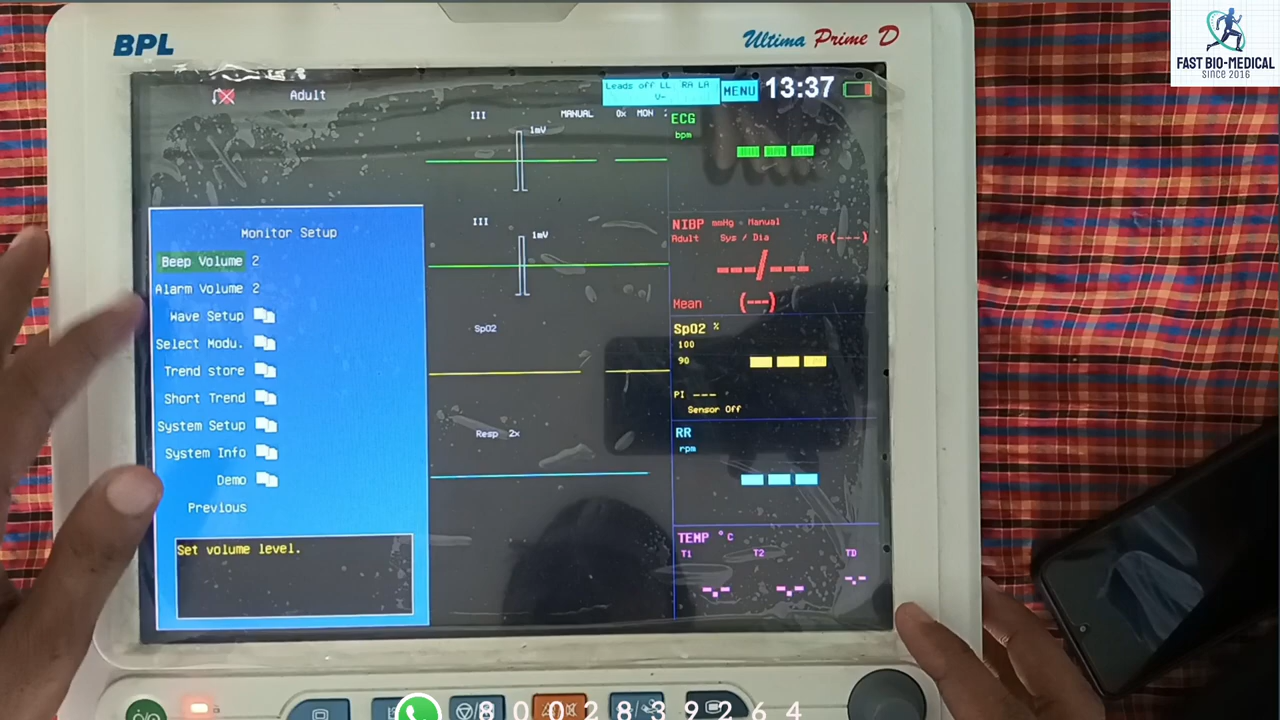 BPL
Ultima Prime D
FAST BIO-MEDICAL
SINCE 2016
Adult
Leads off LL RA LA
V-
MENU
13:37
III
MANUAL
0x
MON
1mV
ECG
bpm
Monitor Setup
Beep Volume 2
Alarm Volume 2
Wave Setup
Select Modu.
Trend store
Short Trend
System Setup
System Info
Demo
Previous
Set volume level.
III
1mV
SpO2
Resp 2x
NIBP mmHg - Manual
Adult Sys / Dia PR(---)
---/---
Mean (---)
SpO2 %
100
90
PI ---
Sensor Off
RR
rpm
TEMP °C
T1 T2 TD
-.- -.- -.-
8002839264